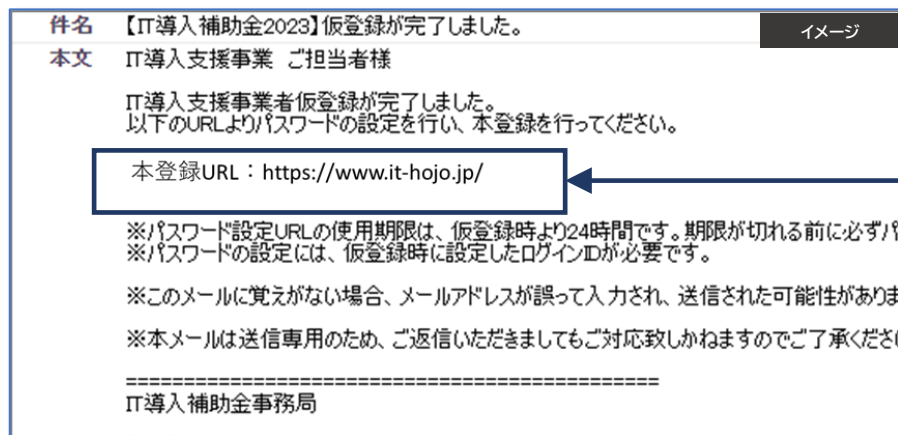 件名 【IT導入補助金2023】仮登録が完了しました。
イメージ
本文 IT導入支援事業 ご担当者様
IT導入支援事業者仮登録が完了しました。
以下のURLよりパスワードの設定を行い、本登録を行ってください。
本登録URL：https://www.it-hojo.jp/
※パスワード設定URLの使用期限は、仮登録時より24時間です。期限が切れる前に必ずパ
※パスワードの設定には、仮登録時に設定したログインIDが必要です。
※このメールに覚えがない場合、メールアドレスが誤って入力され、送信された可能性がありま
※本メールは送信専用のため、ご返信いただきましてもご対応致しかねますのでご了承くださ
==============================================
IT導入補助金事務局